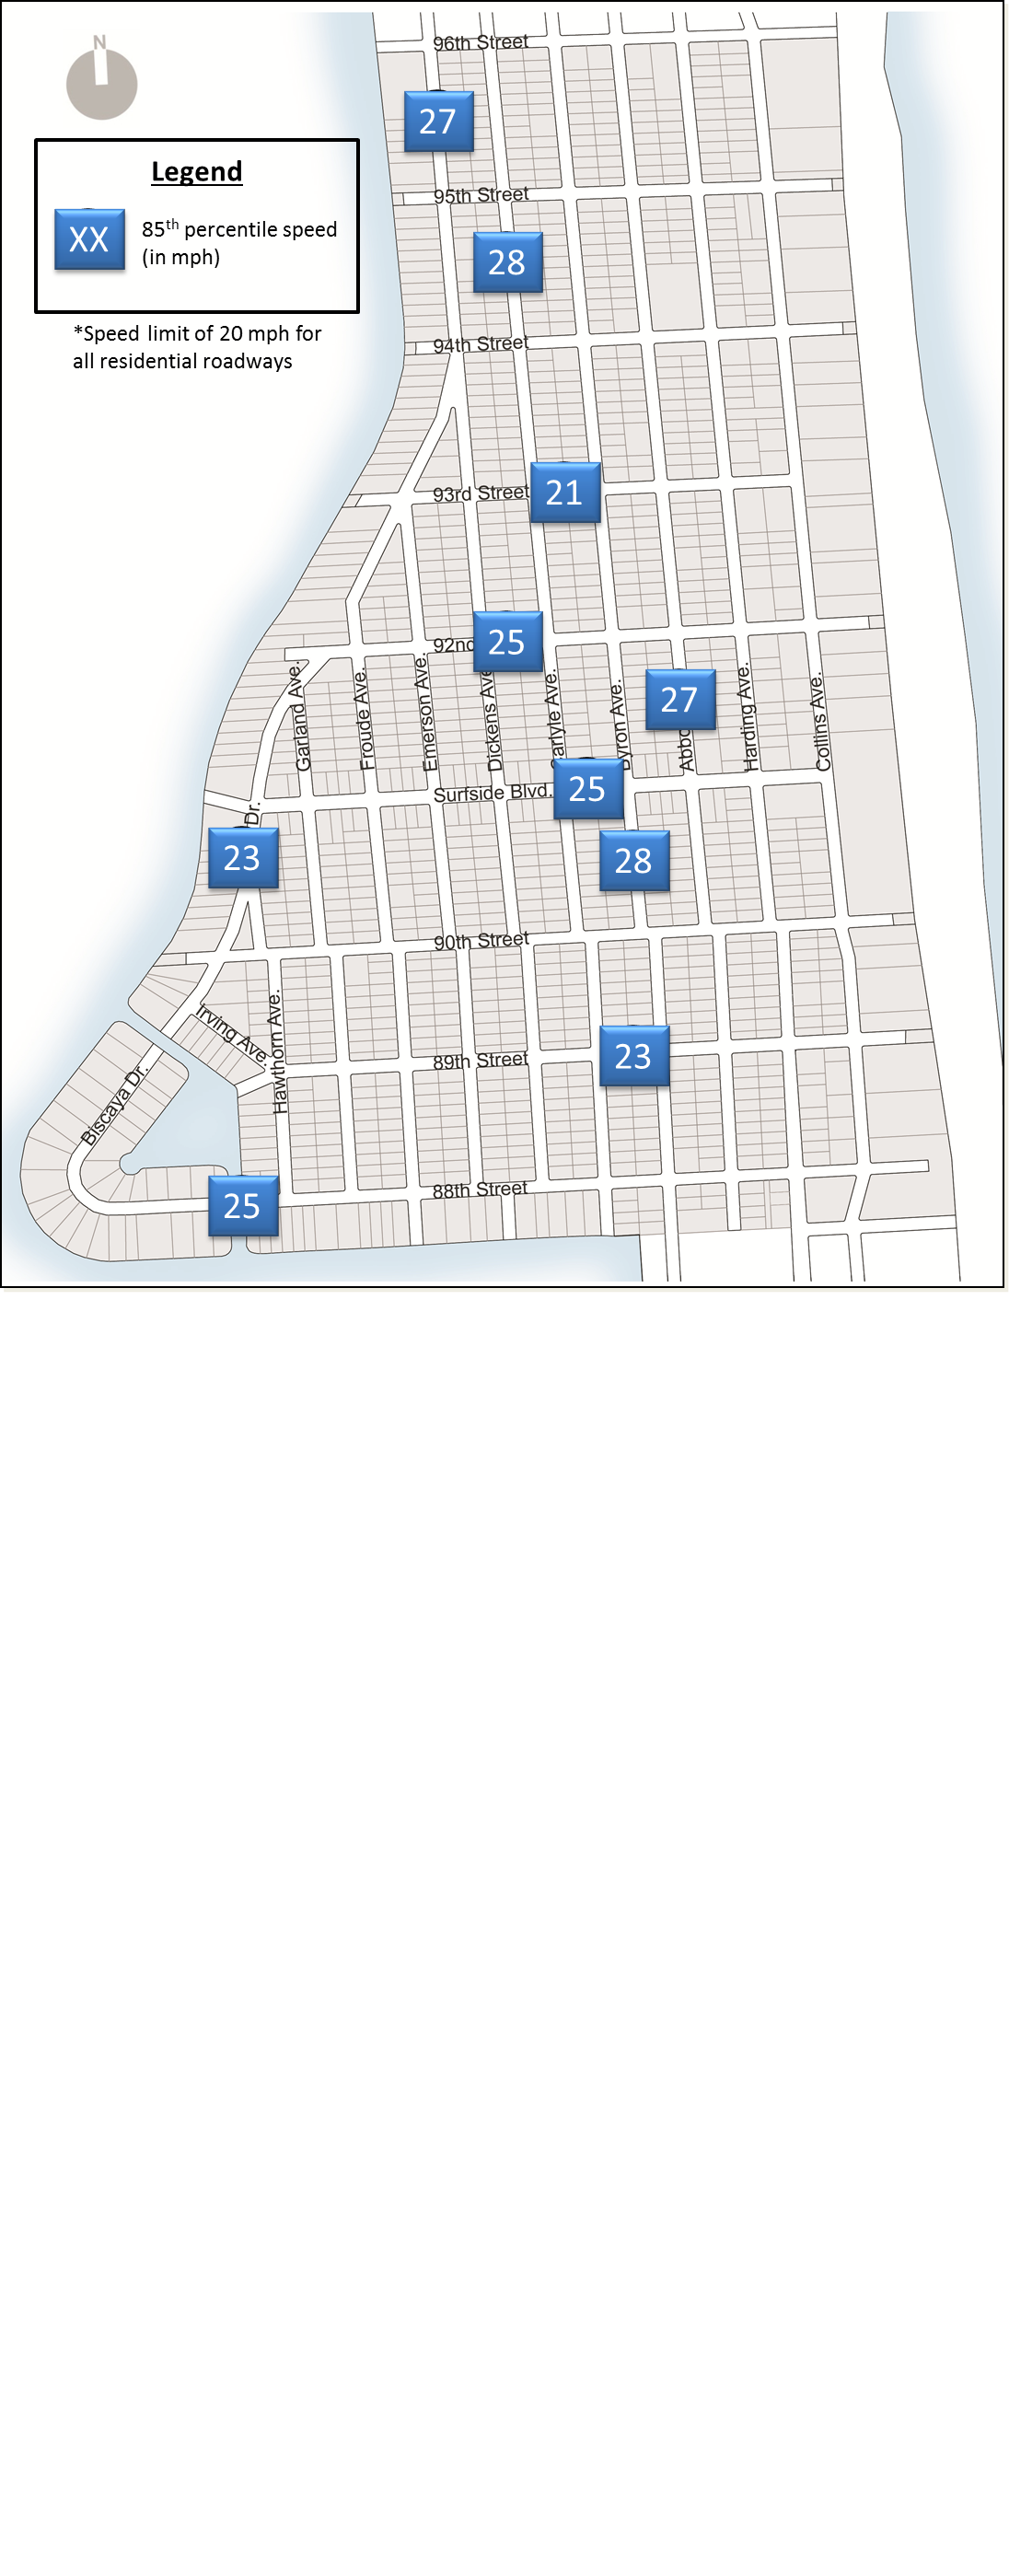 N
96th Street
27
Legend
95th Street
XX
85th percentile speed
(in mph)
28
*Speed limit of 20 mph for
all residential roadways
94th Street
93rd Street
21
92nd
25
27
Garland Ave.
Froude Ave.
Emerson Ave.
Dickens Ave
arlyle Ave.
yron Ave.
Abbo
Harding Ave.
Collins Ave.
Surfside Blvd.
25
Dr.
23
28
90th Street
Irving Ave.
Hawthorn Ave.
89th Street
23
Biscaya Dr.
88th Street
25